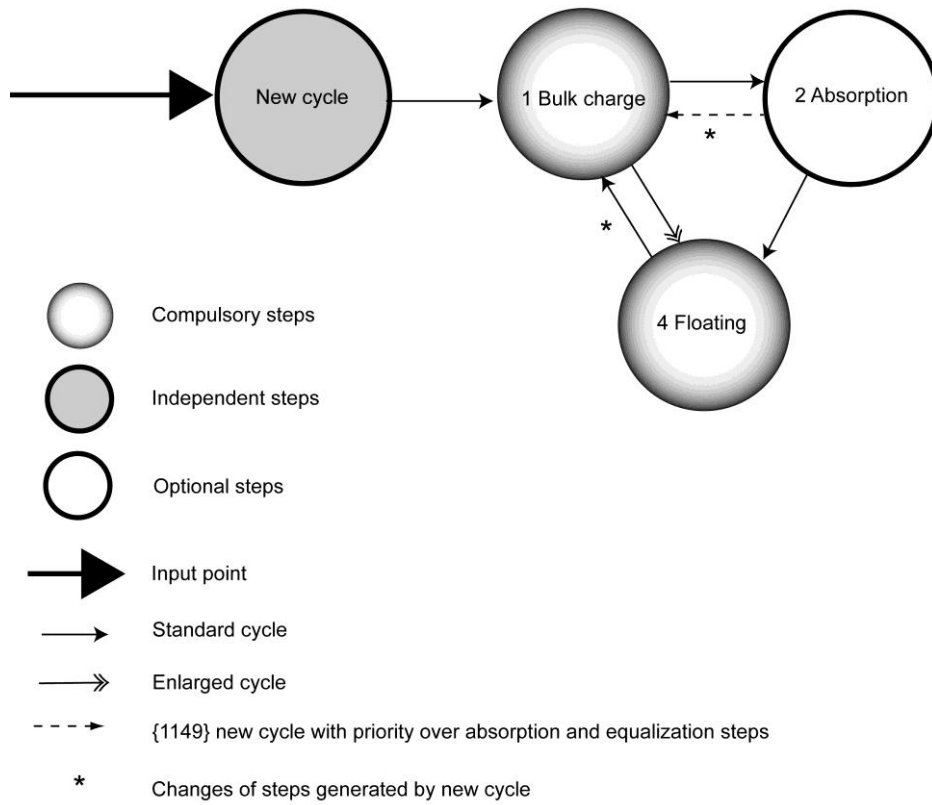 New cycle
1 Bulk charge
2 Absorption
*
*
4 Floating
Compulsory steps
Independent steps
Optional steps
Input point
Standard cycle
Enlarged cycle
{1149} new cycle with priority over absorption and equalization steps
* Changes of steps generated by new cycle